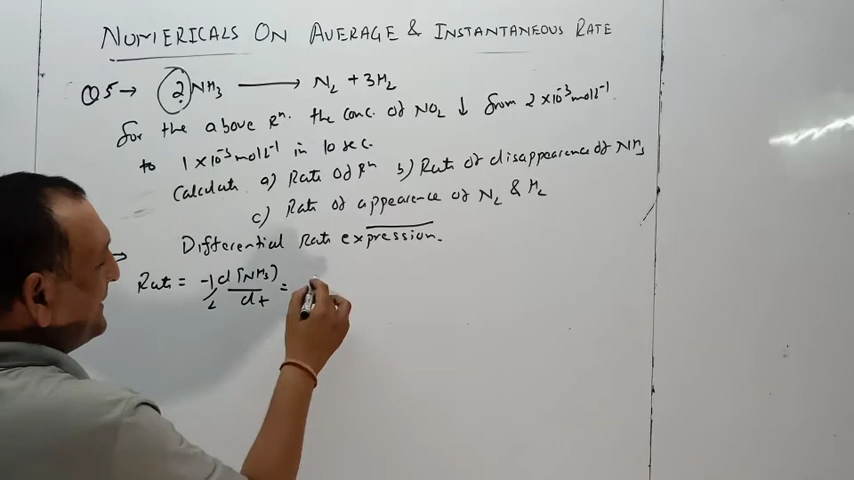 NUMERICALS ON AVERAGE & INSTANTANEOUS RATE
Q5→ 2NH₃ ⟶ N₂ + 3H₂
for the above Rⁿ. the conc. of NO₂ ↓ from 2×10⁻³ mol L⁻¹
to 1×10⁻³ mol L⁻¹ in 10 sec.
Calculate a) Rate of Rⁿ b) Rate of disappearence of NH₃
c) Rate of appearence of N₂ & H₂
Differential Rate expression.
Rate = -1/2 d[NH₃]/dt =